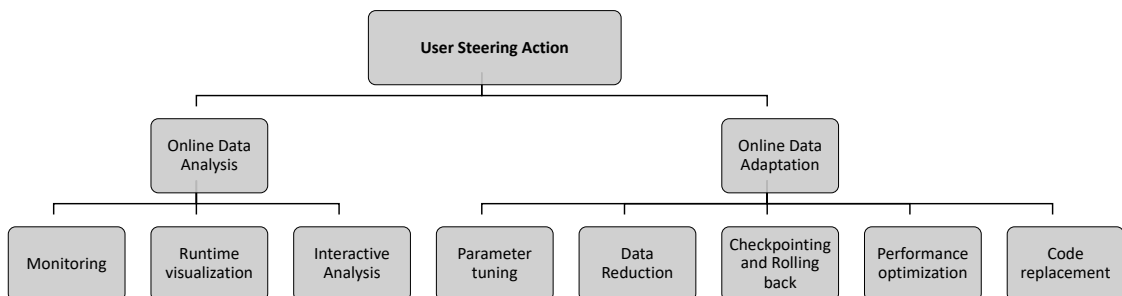 User Steering Action
Online Data
Analysis
Online Data
Adaptation
Monitoring
Runtime
visualization
Interactive
Analysis
Parameter
tuning
Data
Reduction
Checkpointing
and Rolling
back
Performance
optimization
Code
replacement